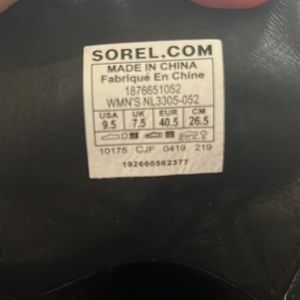 SOREL.COM
MADE IN CHINA
Fabriqué En Chine
1876651052
WMN'S NL3305-052
USA UK EUR CM
9.5 7.5 40.5 26.5
10175 CJF 0419 219
192660562377